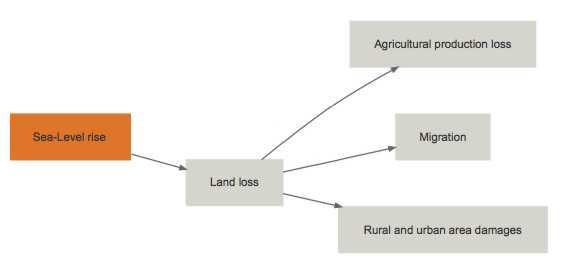 Agricultural production loss
Sea-Level rise
Migration
Land loss
Rural and urban area damages